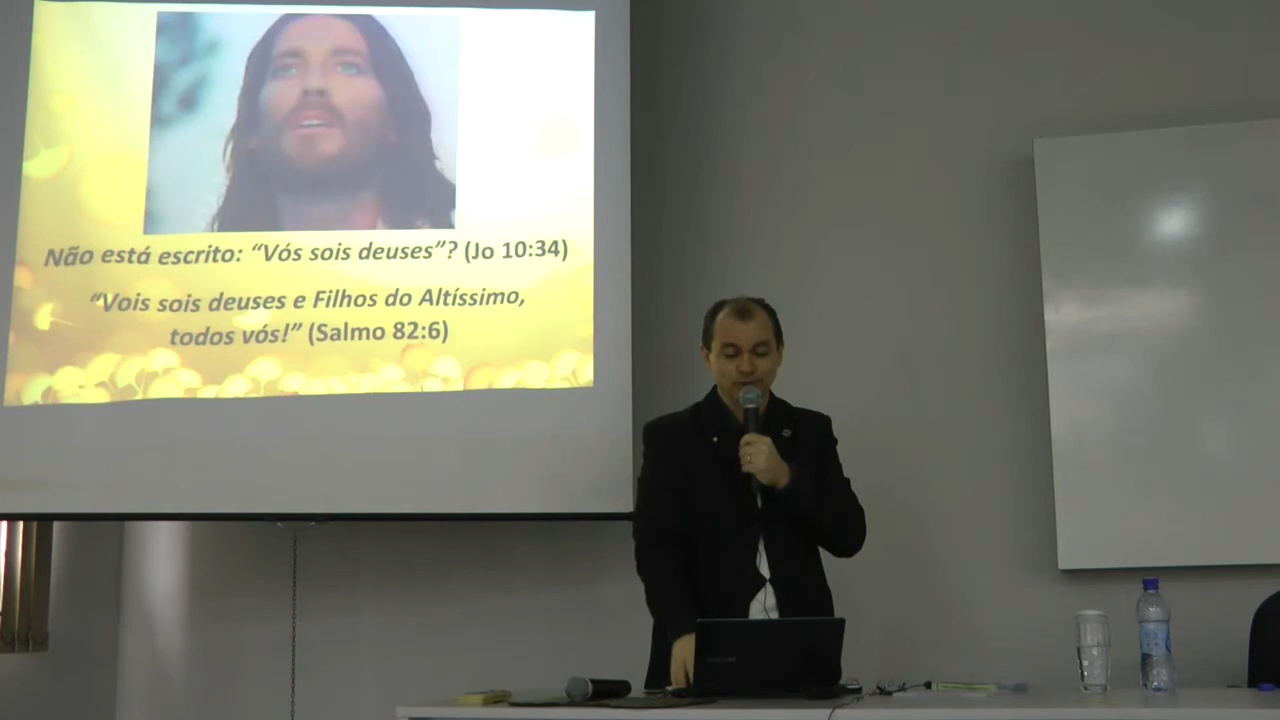 Não está escrito: “Vós sois deuses”? (Jo 10:34)
“Vois sois deuses e Filhos do Altíssimo,
todos vós!” (Salmo 82:6)